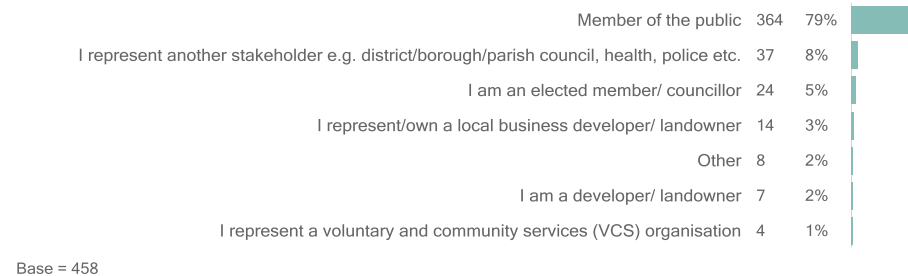 Member of the public 364 79%
I represent another stakeholder e.g. district/borough/parish council, health, police etc. 37 8%
I am an elected member/ councillor 24 5%
I represent/own a local business developer/ landowner 14 3%
Other 8 2%
I am a developer/ landowner 7 2%
I represent a voluntary and community services (VCS) organisation 4 1%
Base = 458